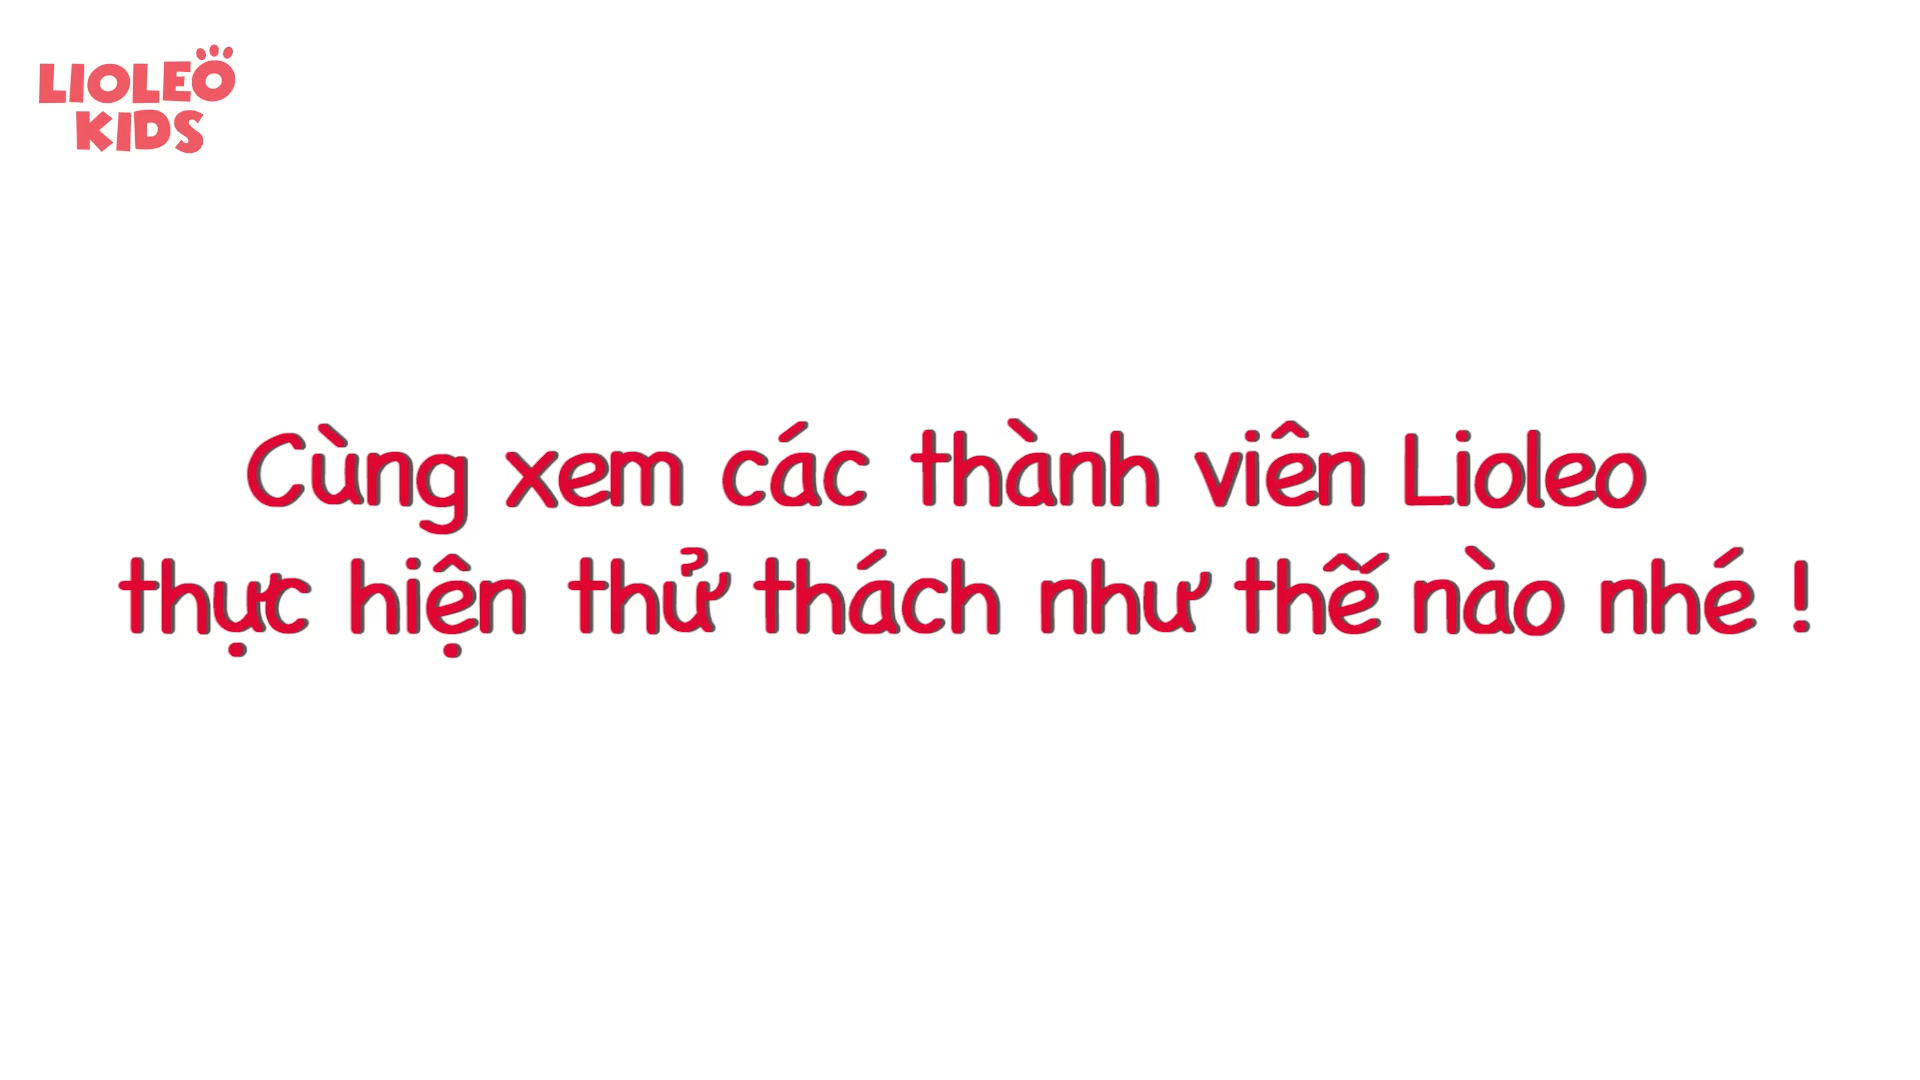 LIOLEO
KIDS
Cùng xem các thành viên Lioleo
thực hiện thử thách như thế nào nhé !